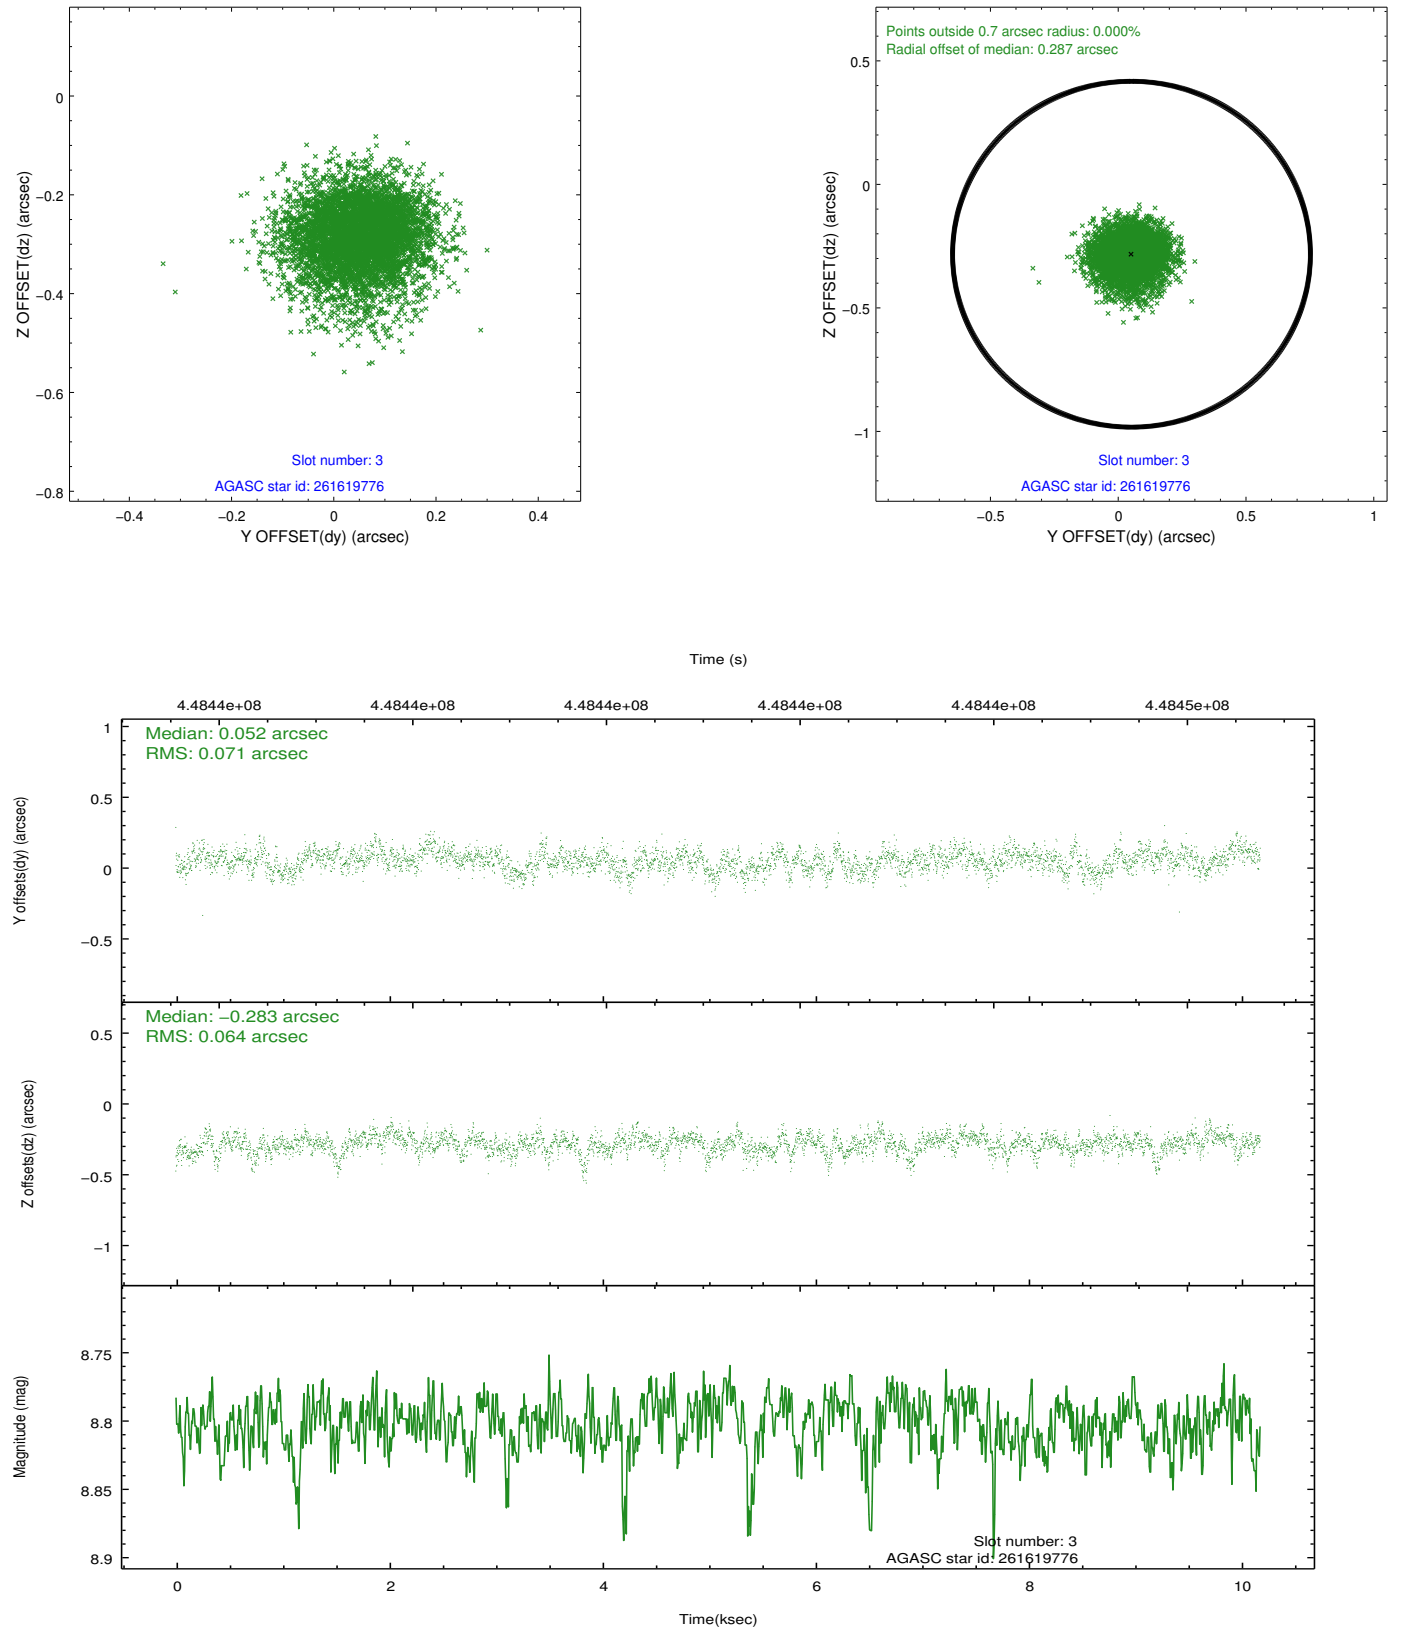 0
−0.2
−0.4
−0.6
−0.8
Z OFFSET(dz) (arcsec)
Slot number: 3
AGASC star id: 261619776
−0.4
−0.2
0
0.2
0.4
Y OFFSET(dy) (arcsec)
Points outside 0.7 arcsec radius: 0.000%
Radial offset of median: 0.287 arcsec
0.5
0
−0.5
−1
Z OFFSET(dz) (arcsec)
Slot number: 3
AGASC star id: 261619776
−0.5
0
0.5
1
Y OFFSET(dy) (arcsec)
Time (s)
4.4844e+08
4.4844e+08
4.4844e+08
4.4844e+08
4.4844e+08
4.4845e+08
Median: 0.052 arcsec
RMS: 0.071 arcsec
1
0.5
0
−0.5
Y offsets(dy) (arcsec)
Median: −0.283 arcsec
RMS: 0.064 arcsec
0.5
0
−0.5
−1
Z offsets(dz) (arcsec)
8.75
8.8
8.85
8.9
Magnitude (mag)
Slot number: 3
AGASC star id: 261619776
0
2
4
6
8
10
Time(ksec)